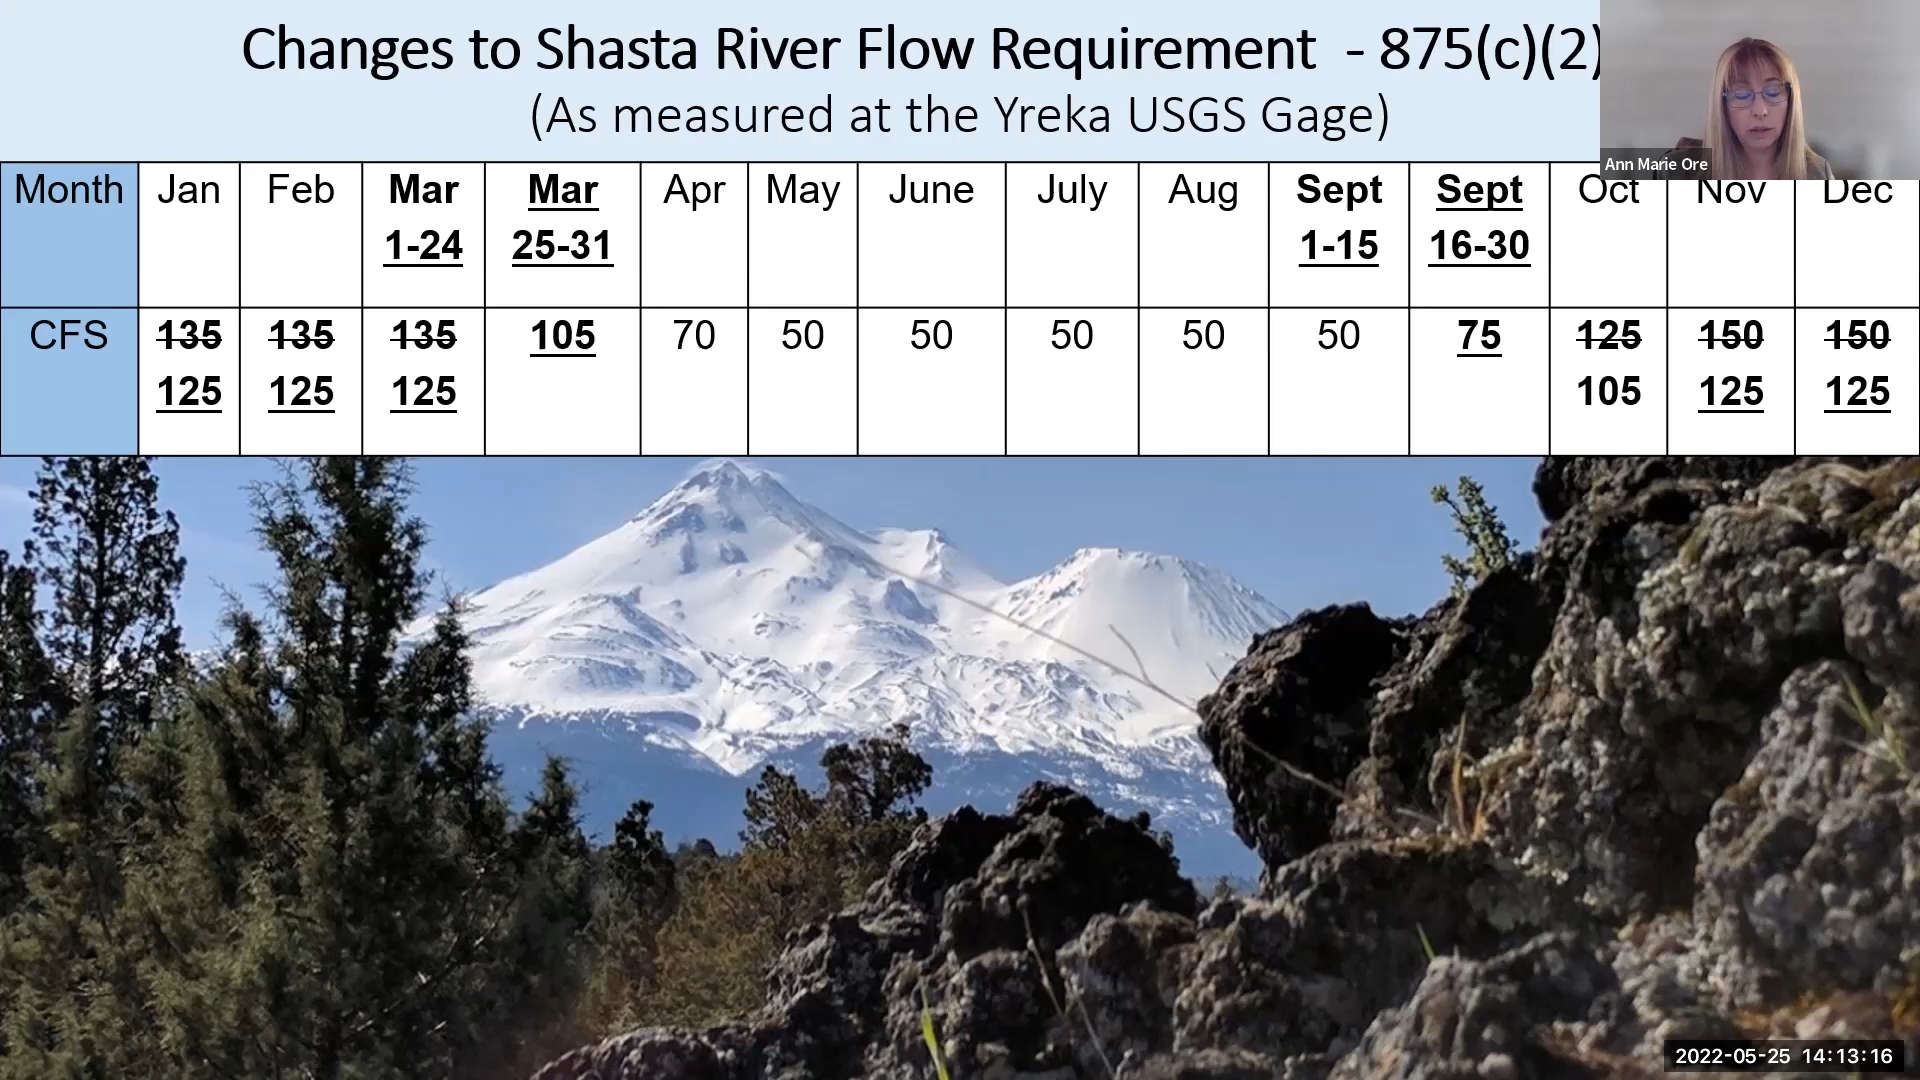 Changes to Shasta River Flow Requirement - 875(c)(2)
(As measured at the Yreka USGS Gage)
Ann Marie Ore
Month Jan Feb Mar Mar Apr May June July Aug Sept Sept Oct Nov Dec
1-24 25-31 1-15 16-30
CFS 135 135 135 105 70 50 50 50 50 50 75 125 150 150
125 125 125 105 125 125
2022-05-25 14:13:16